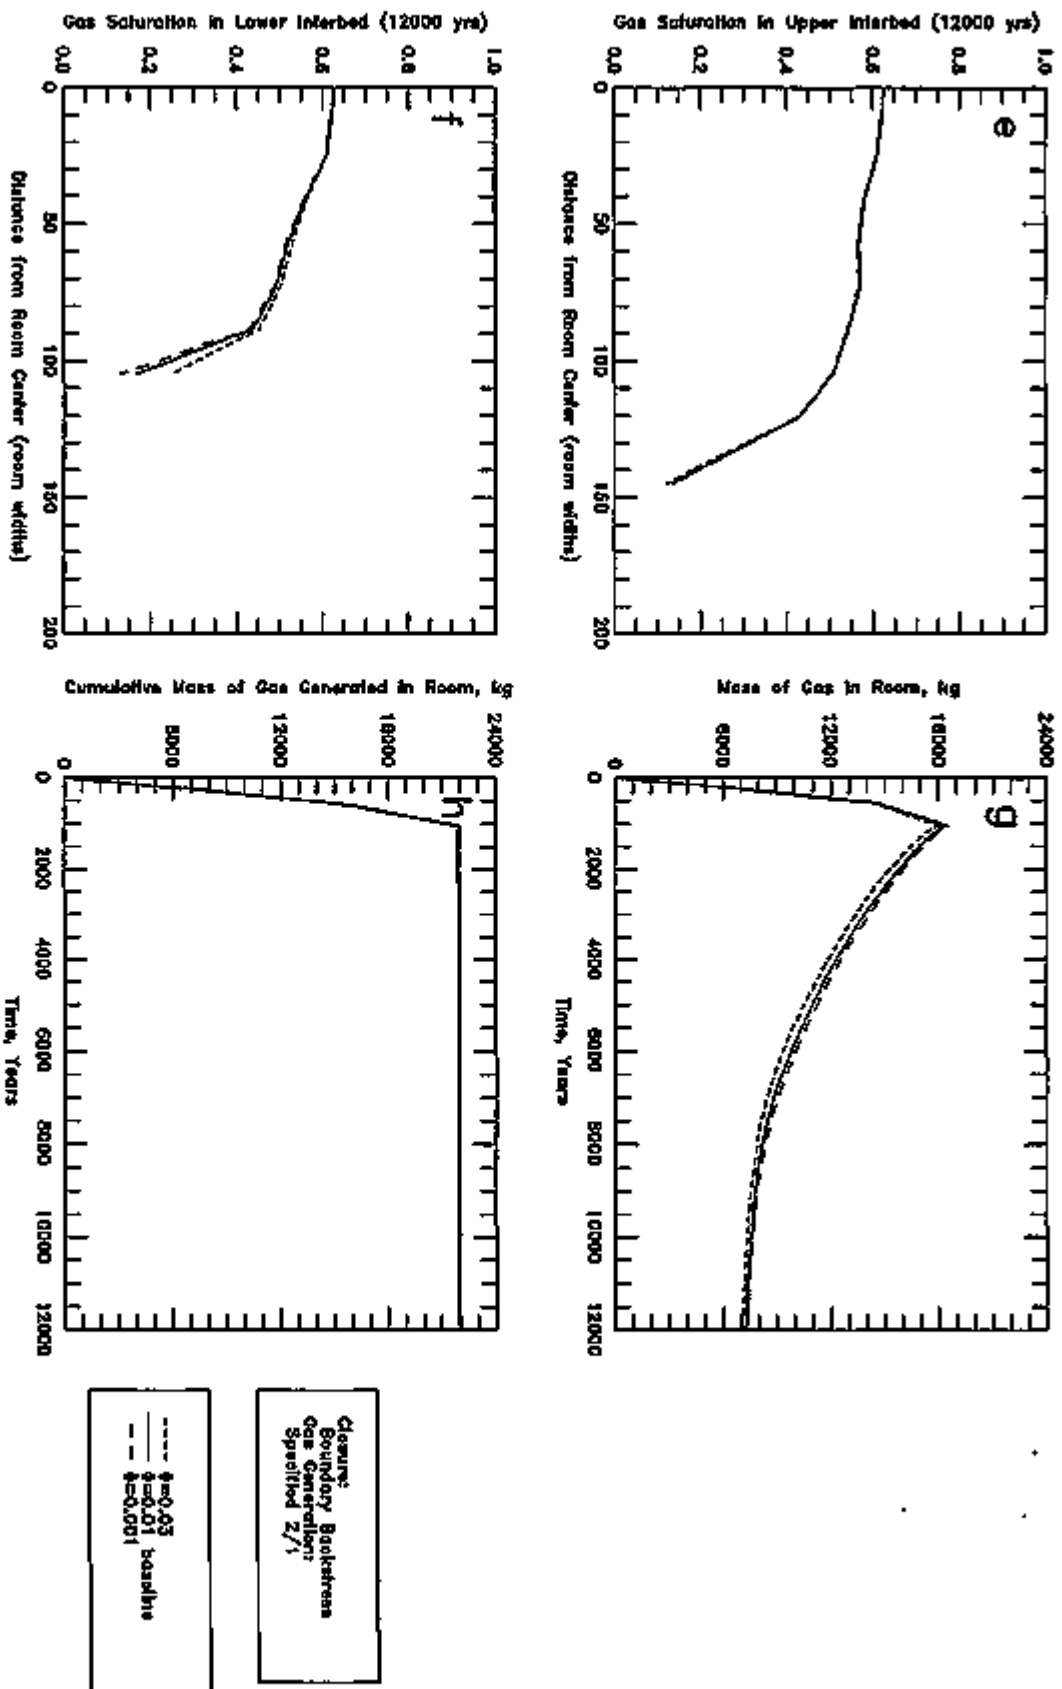 Gas Saturation in Upper Interbed (12000 yrs)
1.0
0.8
0.6
0.4
0.2
0.0
e
0
50
100
150
200
Distance from Room Center (room widths)
Mass of Gas in Room, kg
24000
18000
12000
6000
0
g
0
2000
4000
6000
8000
10000
12000
Time, Years
Gas Saturation in Lower Interbed (12000 yrs)
1.0
0.8
0.6
0.4
0.2
0.0
f
0
50
100
150
200
Distance from Room Center (room widths)
Cumulative Mass of Gas Generated in Room, kg
24000
18000
12000
6000
0
h
0
2000
4000
6000
8000
10000
12000
Time, Years
Closure:
Boundary Backstress
Gas Generation:
Specified 2/1
ϕ=0.03
ϕ=0.01 baseline
ϕ=0.001